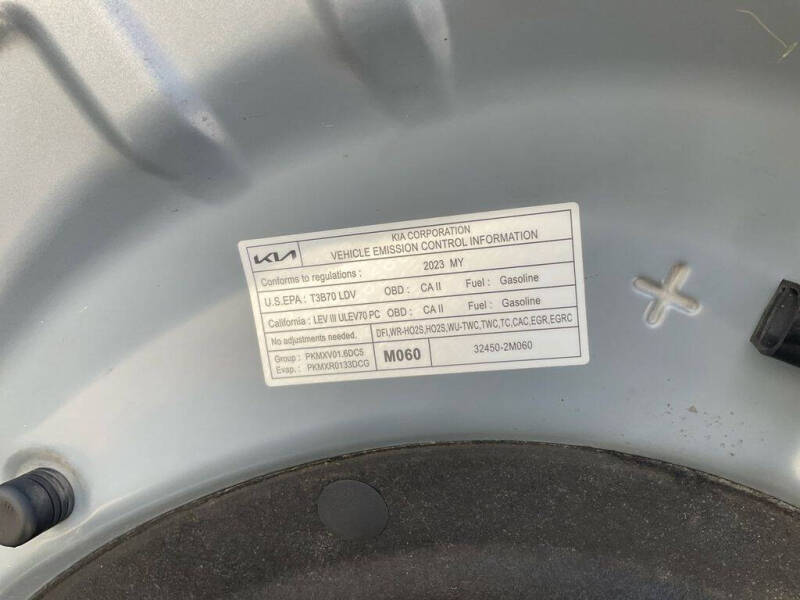 KIA
KIA CORPORATION
VEHICLE EMISSION CONTROL INFORMATION
Conforms to regulations : 2023 MY
U.S.EPA : T3B70 LDV OBD : CA II Fuel : Gasoline
California : LEV III ULEV70 PC OBD : CA II Fuel : Gasoline
No adjustments needed. DFI,WR-HO2S,HO2S,WU-TWC,TWC,TC,CAC,EGR,EGRC
Group : PKMXV01.6DC5 M060 32450-2M060
Evap. : PKMXR0133DCG